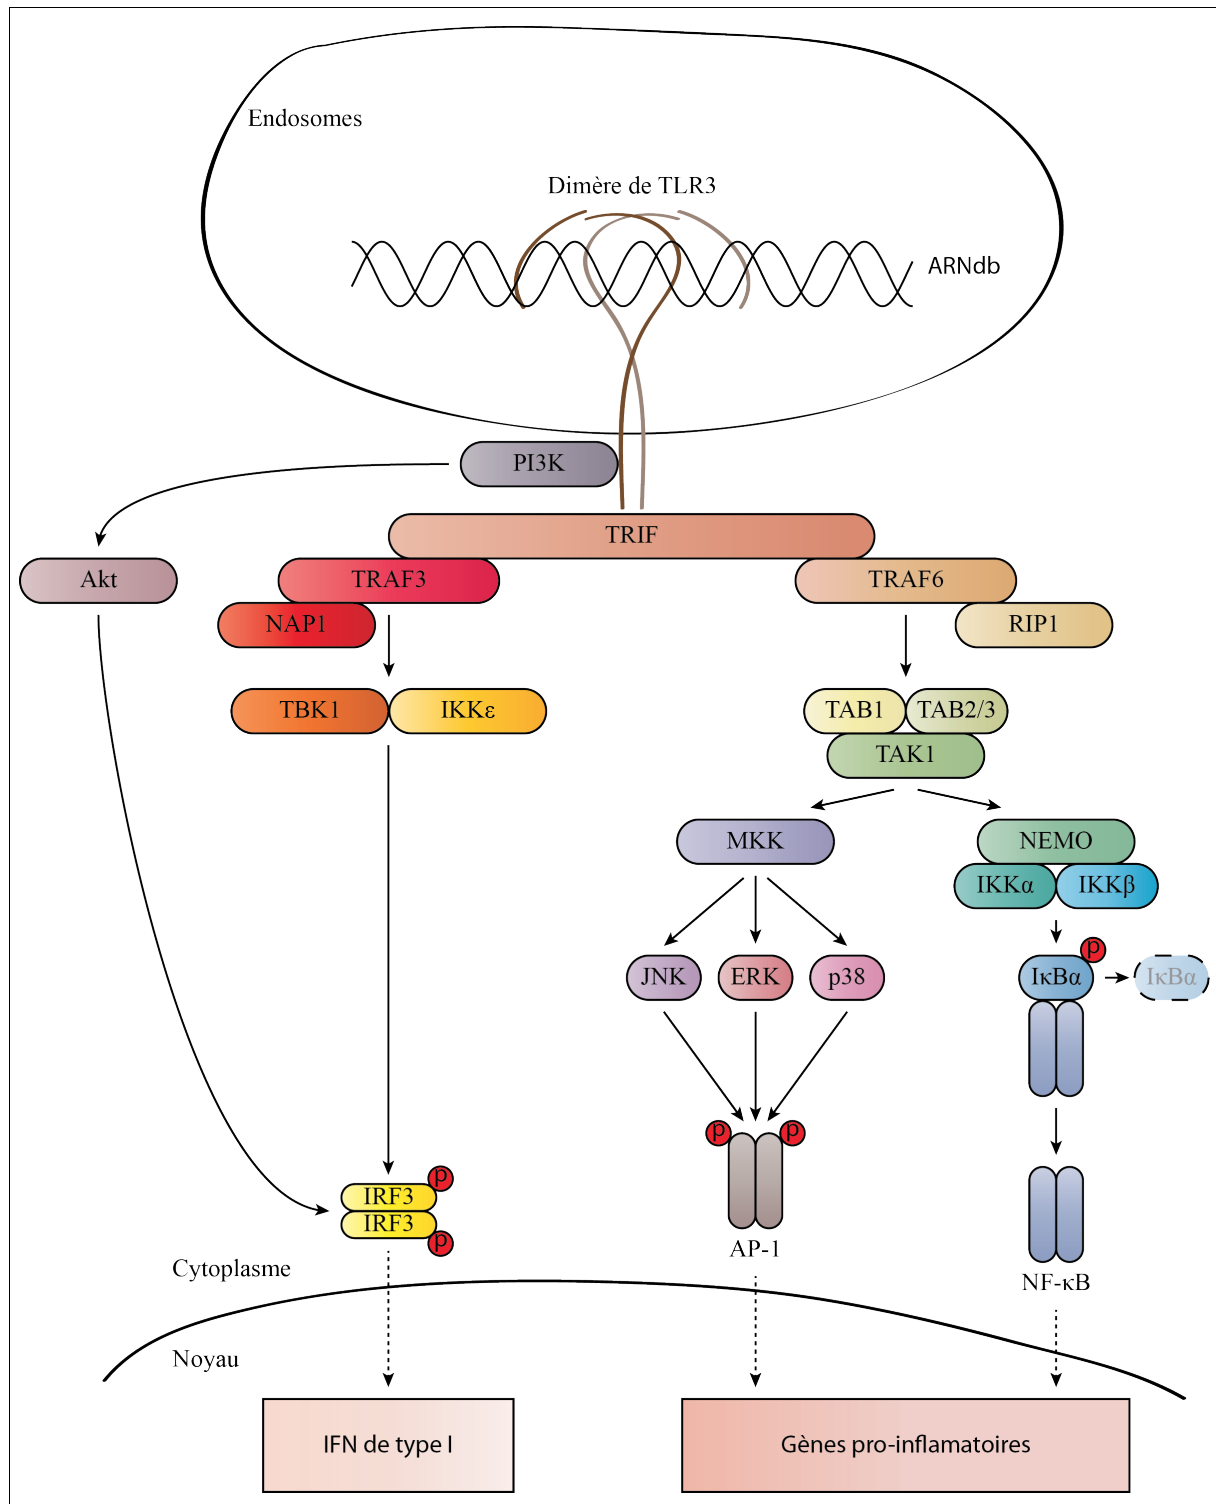 Endosomes
Dimère de TLR3
ARNdb
PI3K
TRIF
Akt
TRAF3
TRAF6
NAP1
RIP1
TBK1
IKKε
TAB1
TAB2/3
TAK1
MKK
NEMO
IKKα
IKKβ
p
JNK
ERK
p38
IκBα
IκBα
p
p
p
IRF3
IRF3
p
AP-1
Cytoplasme
NF-κB
Noyau
IFN de type I
Gènes pro-inflamatoires